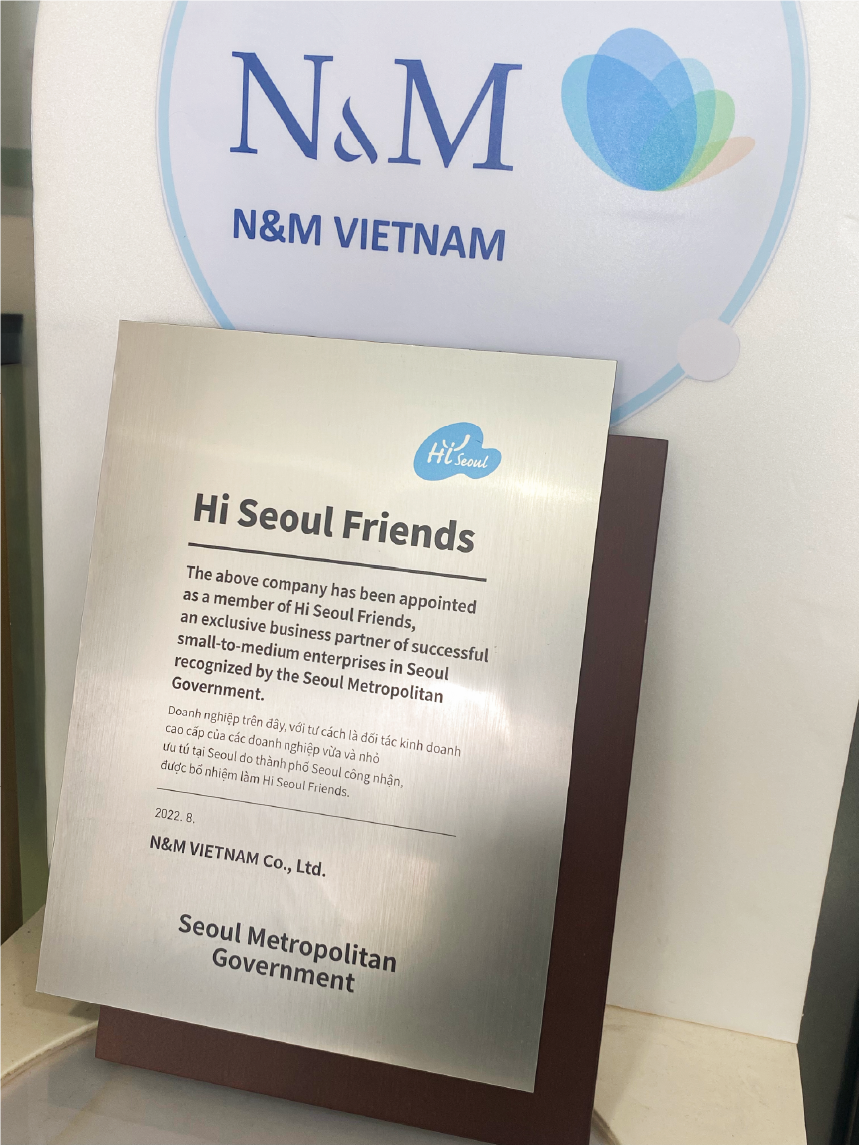 N&M
N&M VIETNAM
Hi Seoul
Hi Seoul Friends
The above company has been appointed
as a member of Hi Seoul Friends,
an exclusive business partner of successful
small-to-medium enterprises in Seoul
recognized by the Seoul Metropolitan
Government.
Doanh nghiệp trên đây, với tư cách là đối tác kinh doanh
cao cấp của các doanh nghiệp vừa và nhỏ
ưu tú tại Seoul do thành phố Seoul công nhận,
được bổ nhiệm làm Hi Seoul Friends.
2022. 8.
N&M VIETNAM Co., Ltd.
Seoul Metropolitan
Government